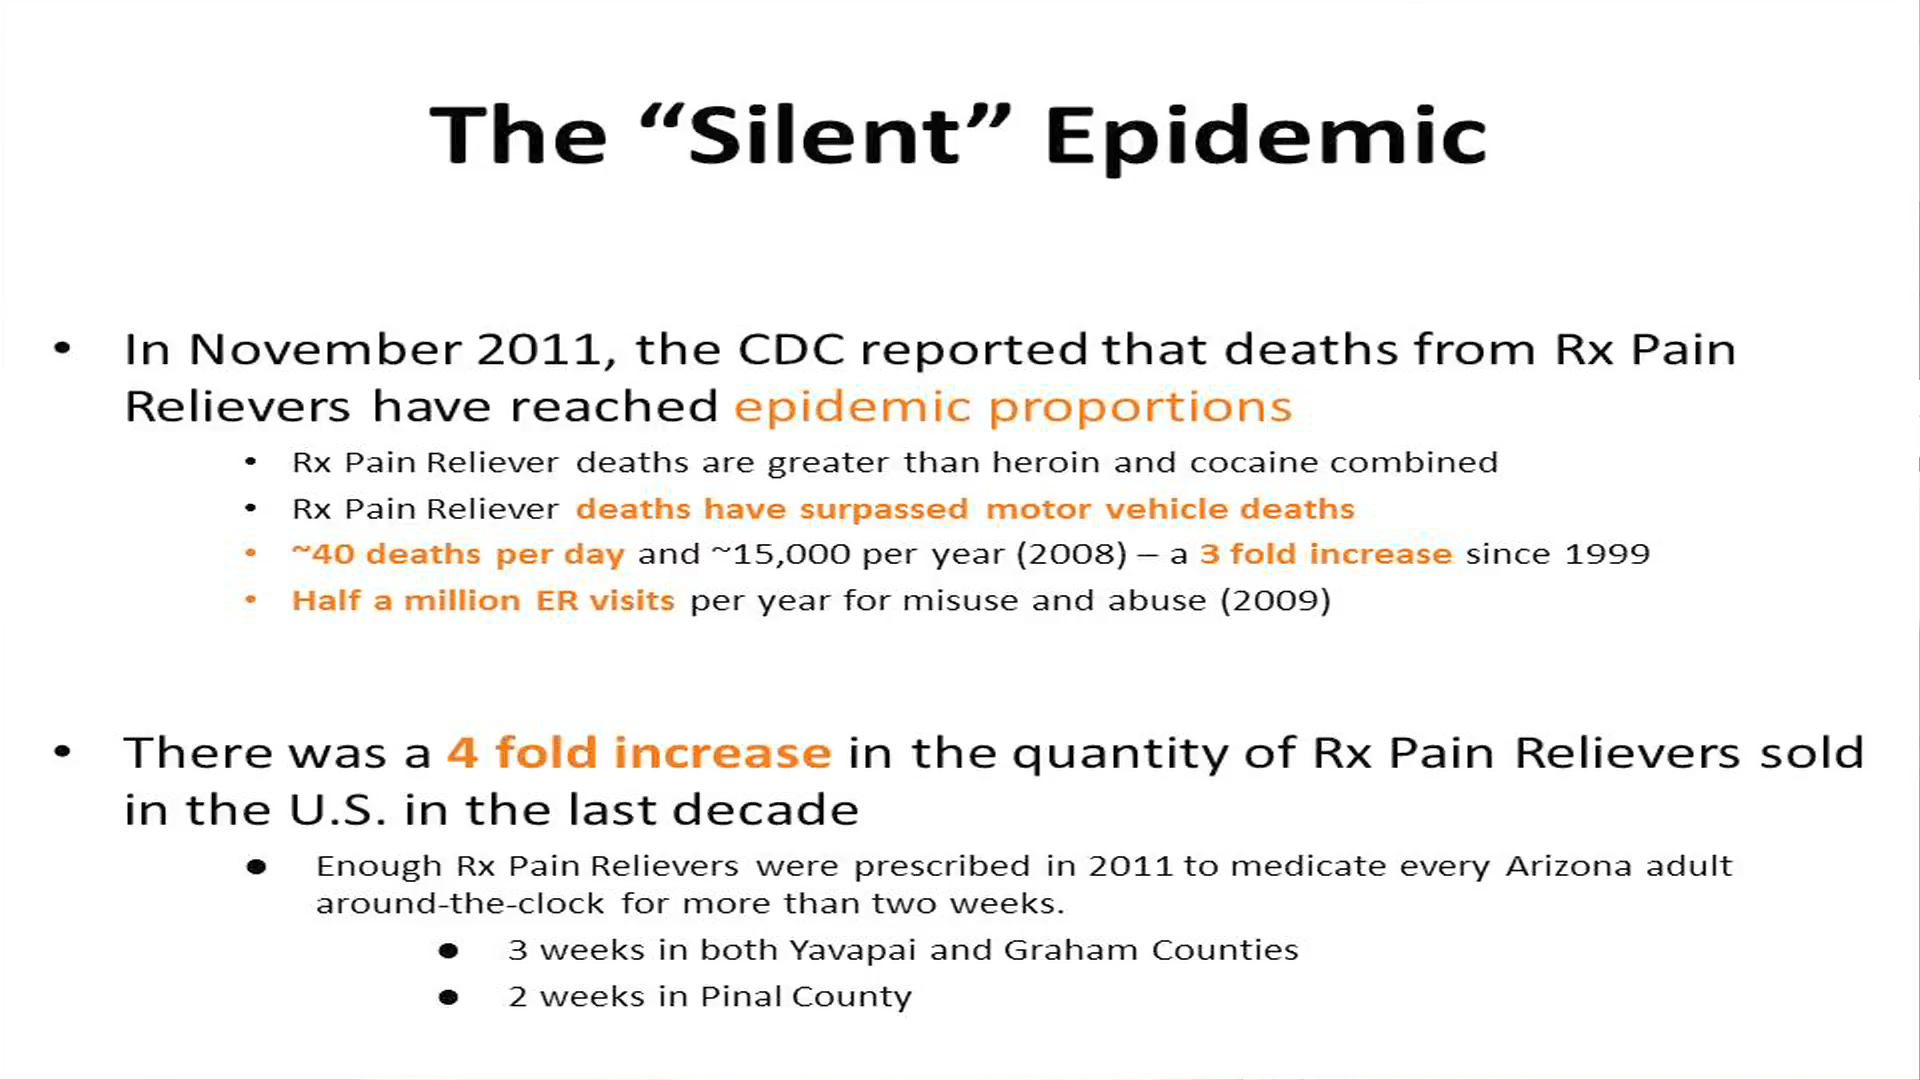 The “Silent” Epidemic
• In November 2011, the CDC reported that deaths from Rx Pain
Relievers have reached epidemic proportions
• Rx Pain Reliever deaths are greater than heroin and cocaine combined
• Rx Pain Reliever deaths have surpassed motor vehicle deaths
• ~40 deaths per day and ~15,000 per year (2008) – a 3 fold increase since 1999
• Half a million ER visits per year for misuse and abuse (2009)
• There was a 4 fold increase in the quantity of Rx Pain Relievers sold
in the U.S. in the last decade
● Enough Rx Pain Relievers were prescribed in 2011 to medicate every Arizona adult
around-the-clock for more than two weeks.
● 3 weeks in both Yavapai and Graham Counties
● 2 weeks in Pinal County